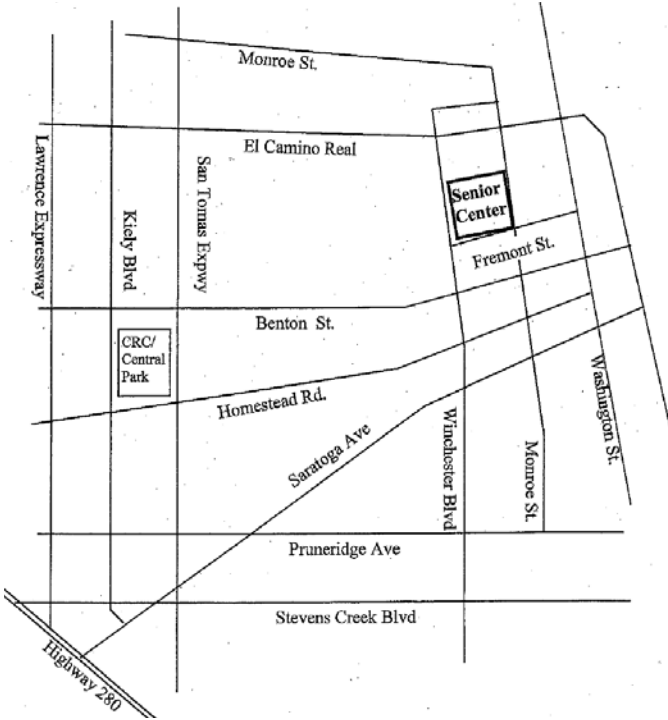 Monroe St.
El Camino Real
Lawrence Expressway
Kiely Blvd
San Tomas Expwy
Senior
Center
Fremont St.
Benton St.
CRC/
Central
Park
Homestead Rd.
Saratoga Ave
Winchester Blvd
Monroe St.
Washington St.
Pruneridge Ave
Stevens Creek Blvd
Highway 280